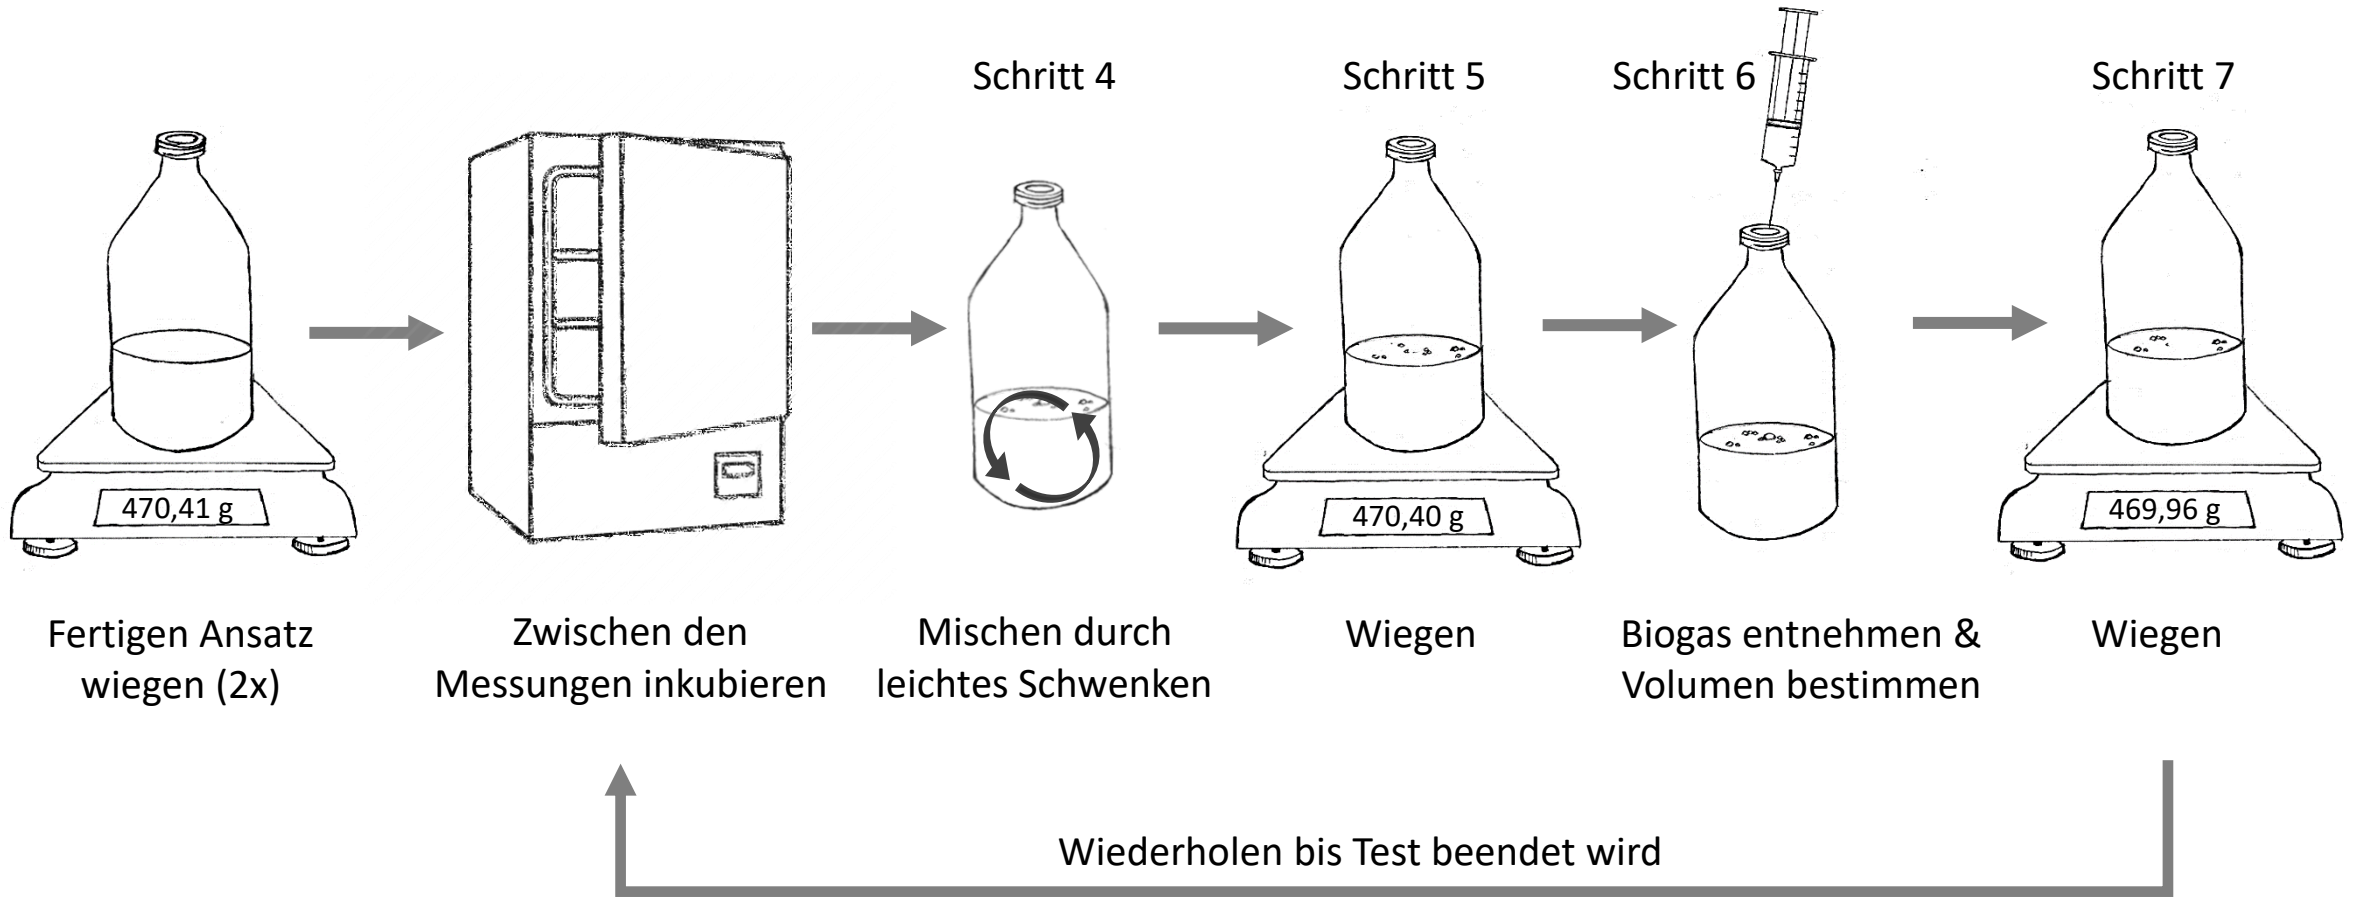 Schritt 4
Schritt 5
Schritt 6
Schritt 7
470,41 g
470,40 g
469,96 g
Fertigen Ansatz
wiegen (2x)
Zwischen den
Messungen inkubieren
Mischen durch
leichtes Schwenken
Wiegen
Biogas entnehmen &
Volumen bestimmen
Wiegen
Wiederholen bis Test beendet wird